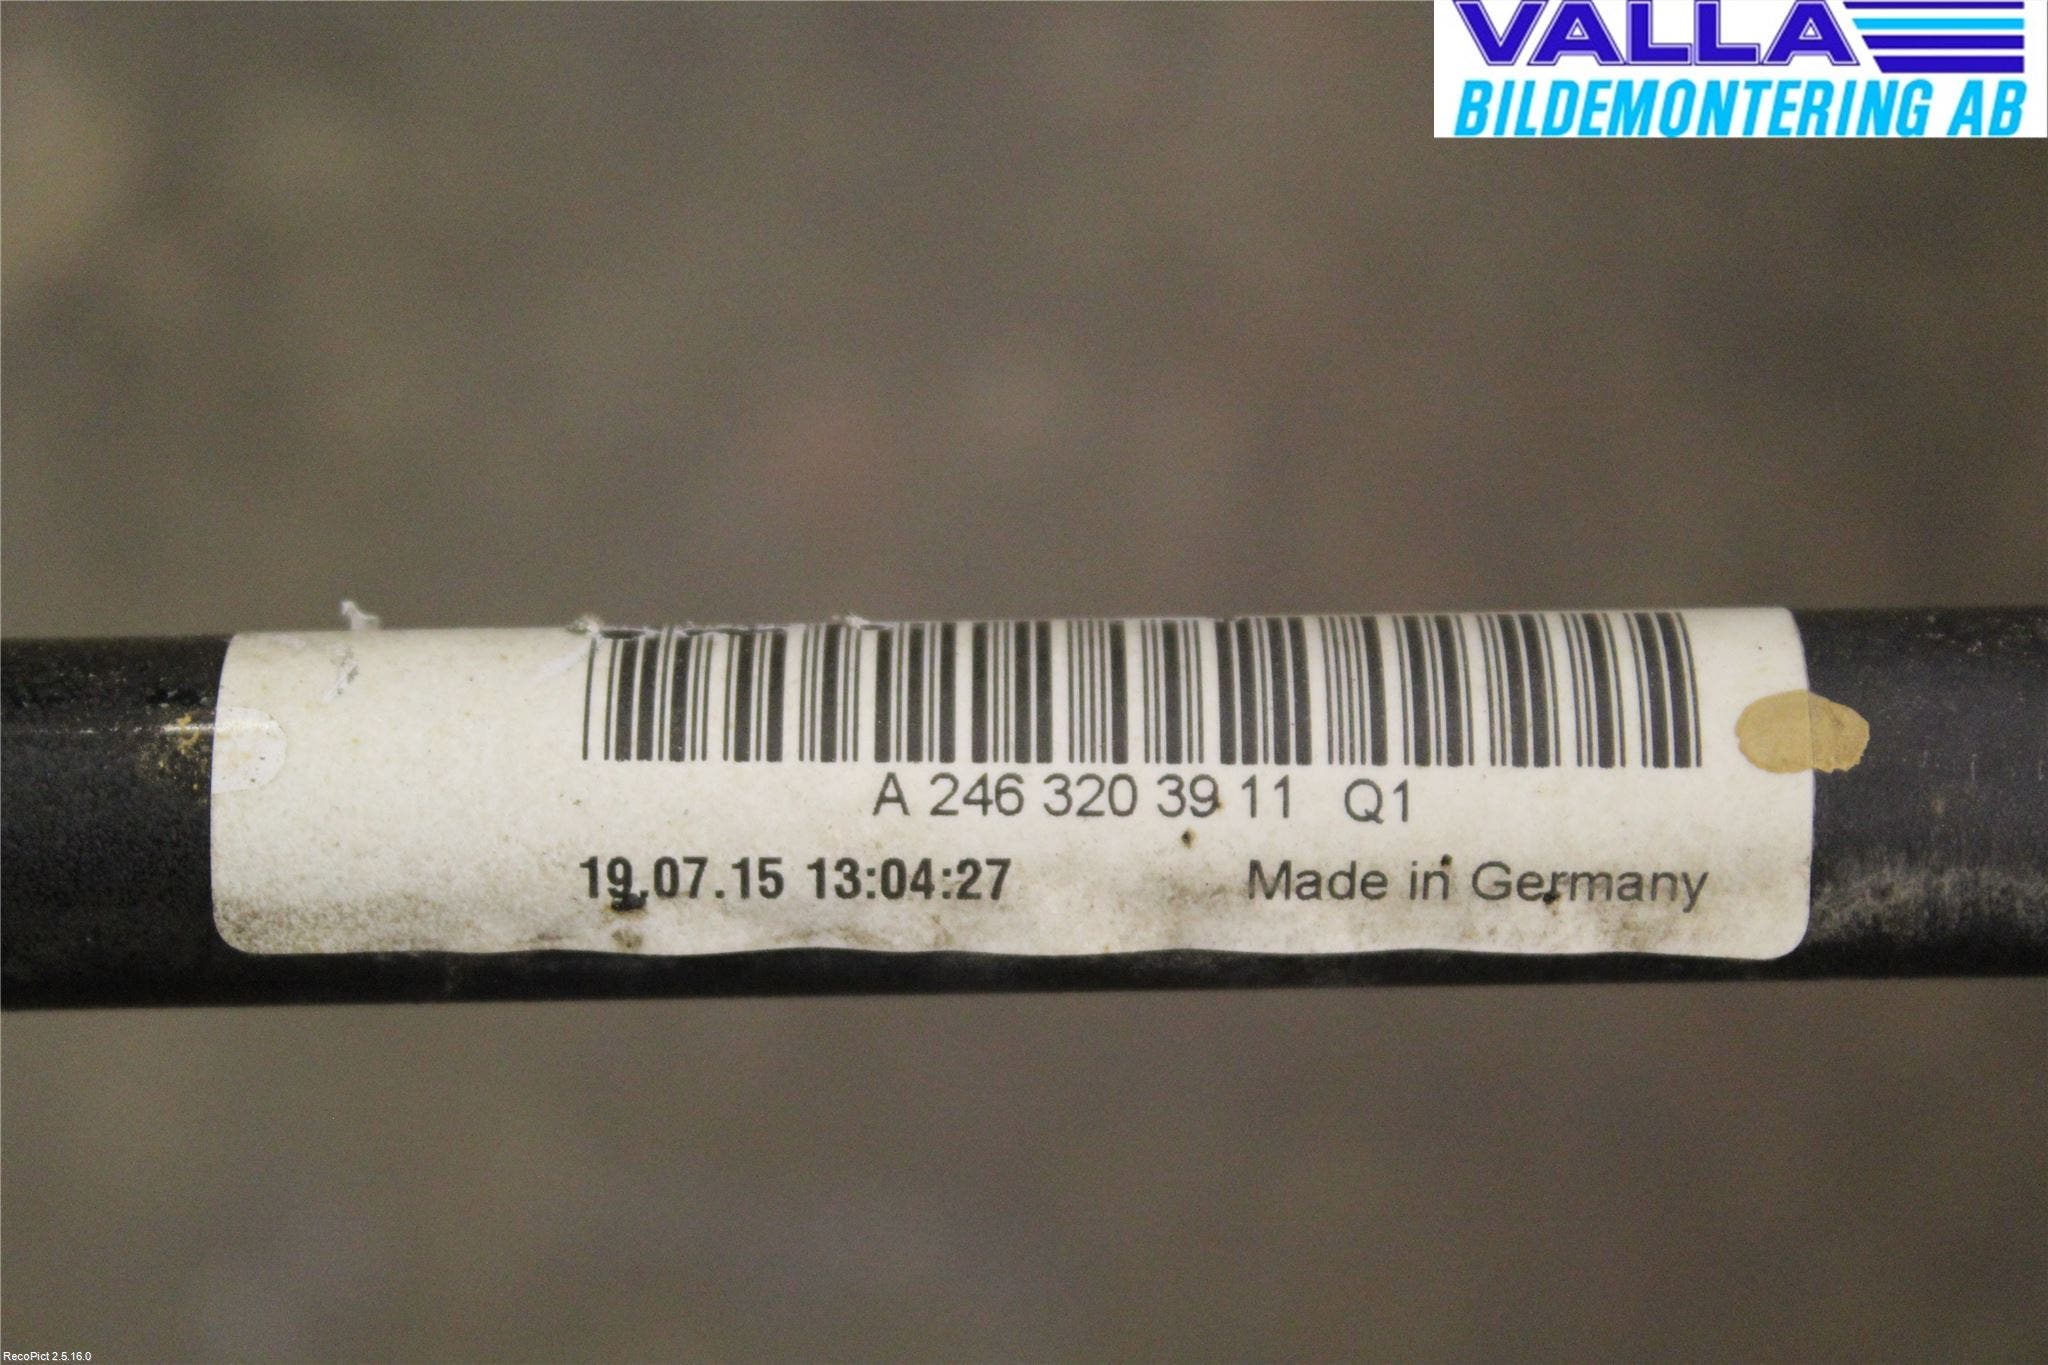 VALLA
BILDEMONTERING AB
A 246 320 39 11 Q1
19.07.15 13:04:27 Made in Germany
RecoPict 2.5.16.0